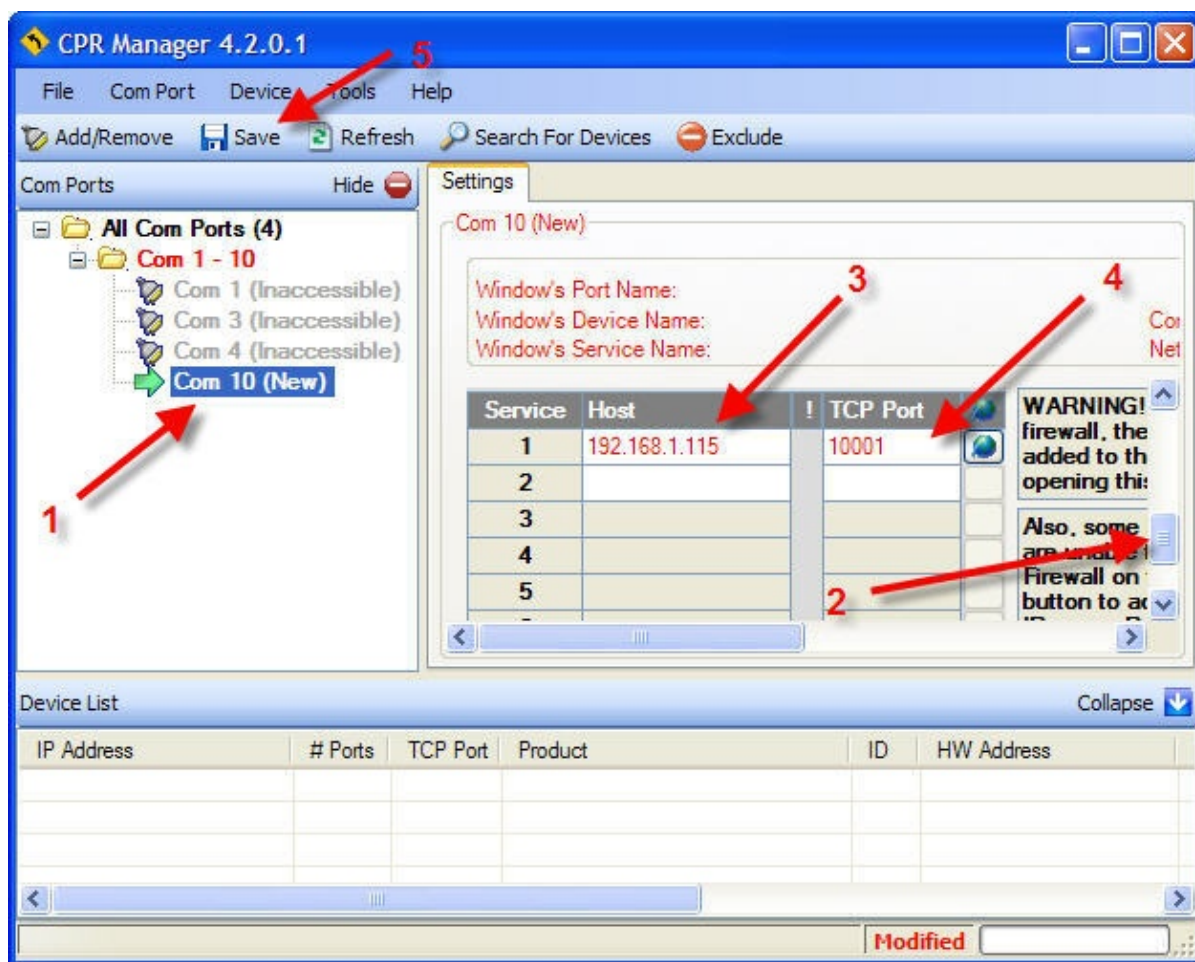 CPR Manager 4.2.0.1
5
File Com Port Device Tools Help
Add/Remove Save Refresh Search For Devices Exclude
Com Ports Hide
Settings
All Com Ports (4)
Com 1 - 10
Com 1 (Inaccessible)
Com 3 (Inaccessible)
Com 4 (Inaccessible)
Com 10 (New)
1
Com 10 (New)
Window's Port Name:
Window's Device Name:
Window's Service Name:
3
4
Service Host ! TCP Port
1 192.168.1.115 10001
2
3
4
5
WARNING!
firewall, the
added to th
opening this
Also, some
are unable
Firewall on
button to ac
2
Device List Collapse
IP Address # Ports TCP Port Product ID HW Address
Modified